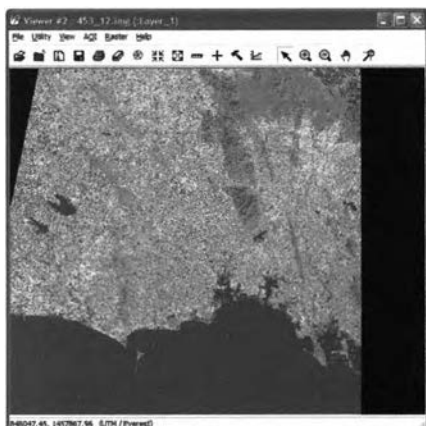 Viewer #2 : 453_12.img (:Layer_1)
File Utility View AOI Raster Help
(UTM / Everest)